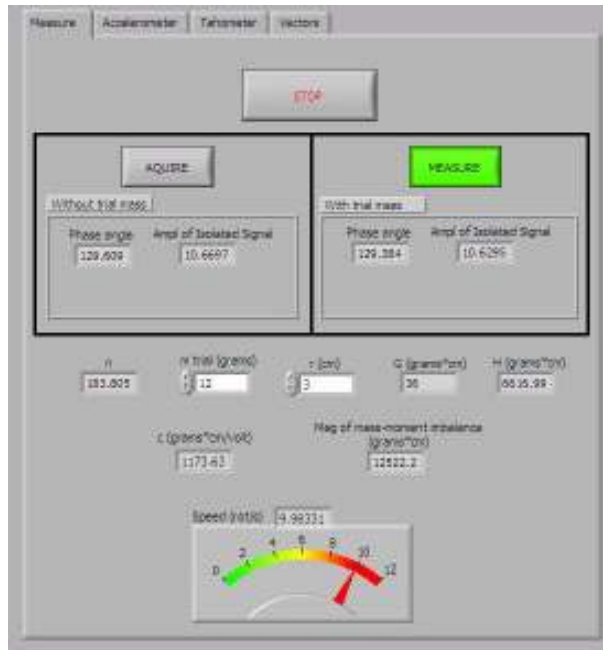 Measure Accelerometer Tahometer Vectors
STOP
AQUIRE MEASURE
Without trial mass With trial mass
Phase angle Ampl of Isolated Signal Phase angle Ampl of Isolated Signal
129.609 10.6697 129.384 10.6295
n m trial (grams) r (cm) G (grams*cm) H (grams*cm)
183.805 12 3 36 6616.99
(grams*cm/volt) Mag of mass-moment imbalance
(grams*cm)
1173.63 12522.2
Speed (rot/s) 9.98331
0 2 4 6 8 10 12